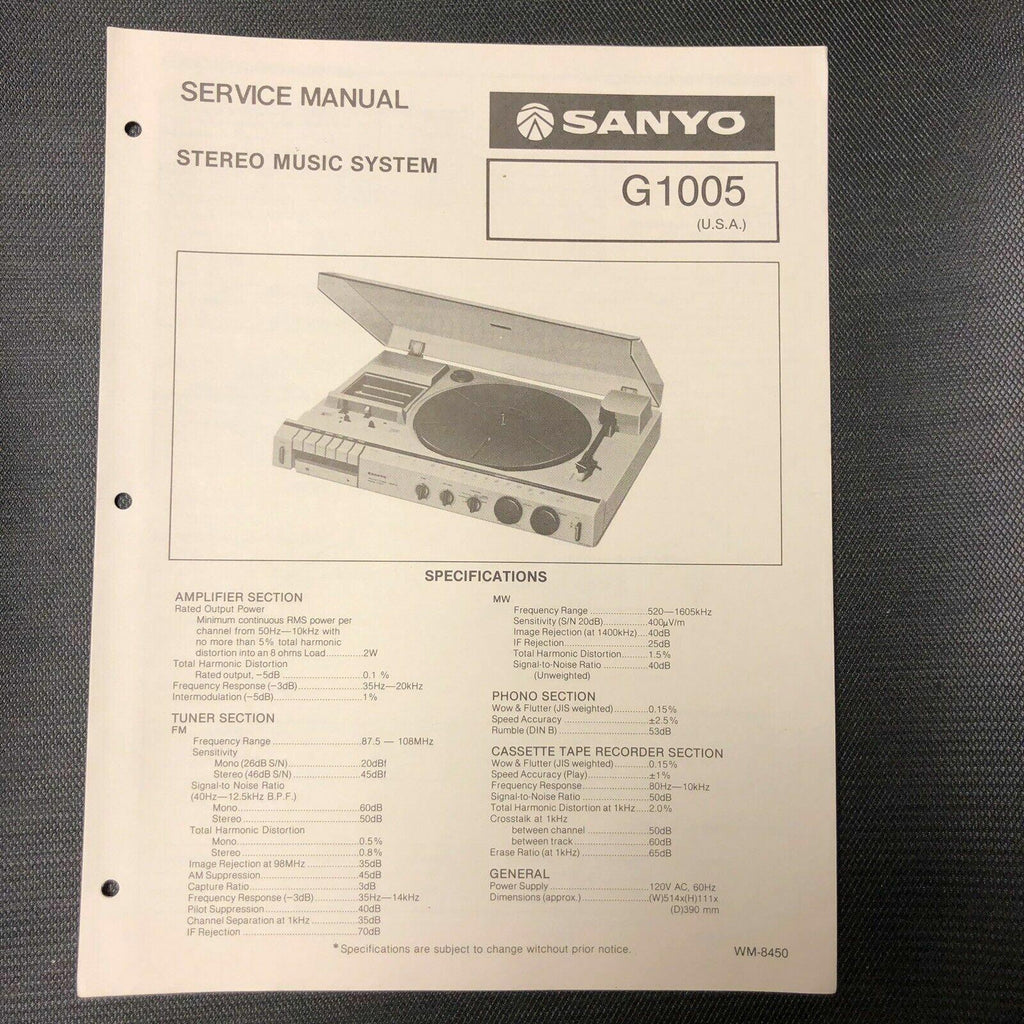 SERVICE MANUAL
SANYO
STEREO MUSIC SYSTEM
G1005
(U.S.A.)
SANYO
SPECIFICATIONS
AMPLIFIER SECTION
Rated Output Power
Minimum continuous RMS power per
channel from 50Hz—10kHz with
no more than 5% total harmonic
distortion into an 8 ohms Load..............2W
Total Harmonic Distortion
Rated output, −5dB..............................0.1 %
Frequency Response (−3dB)......................35Hz—20kHz
Intermodulation (−5dB)..............................1%
TUNER SECTION
FM
Frequency Range ...............................87.5 — 108MHz
Sensitivity
Mono (26dB S/N)..........................20dBf
Stereo (46dB S/N)........................45dBf
Signal-to Noise Ratio
(40Hz—12.5kHz B.P.F.)
Mono.............................................60dB
Stereo...........................................50dB
Total Harmonic Distortion
Mono.............................................0.5%
Stereo...........................................0.8%
Image Rejection at 98MHz ..................35dB
AM Suppression..................................45dB
Capture Ratio......................................3dB
Frequency Response (−3dB)...............35Hz—14kHz
Pilot Suppression.................................40dB
Channel Separation at 1kHz ................35dB
IF Rejection ........................................70dB
MW
Frequency Range ....................520—1605kHz
Sensitivity (S/N 20dB)...............400µV/m
Image Rejection (at 1400kHz)...40dB
IF Rejection.............................25dB
Total Harmonic Distortion.........1.5%
Signal-to-Noise Ratio ...............40dB
(Unweighted)
PHONO SECTION
Wow & Flutter (JIS weighted)............0.15%
Speed Accuracy .............................±2.5%
Rumble (DIN B) ...............................53dB
CASSETTE TAPE RECORDER SECTION
Wow & Flutter (JIS weighted)............0.15%
Speed Accuracy (Play)......................±1%
Frequency Response........................80Hz—10kHz
Signal-to-Noise Ratio ........................50dB
Total Harmonic Distortion at 1kHz.....2.0%
Crosstalk at 1kHz
between channel ......................50dB
between track...........................60dB
Erase Ratio (at 1kHz) ........................65dB
GENERAL
Power Supply ...................................120V AC, 60Hz
Dimensions (approx.) ........................(W)514x(H)111x
(D)390 mm
* Specifications are subject to change witchout prior notice.
WM-8450